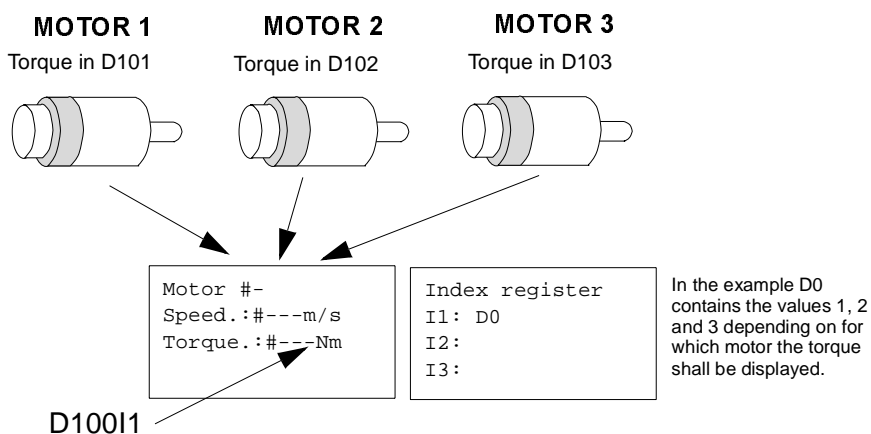 MOTOR 1
Torque in D101
MOTOR 2
Torque in D102
MOTOR 3
Torque in D103
Motor #-
Speed.:#---m/s
Torque.:#---Nm
Index register
I1: D0
I2:
I3:
In the example D0
contains the values 1, 2
and 3 depending on for
which motor the torque
shall be displayed.
D100I1